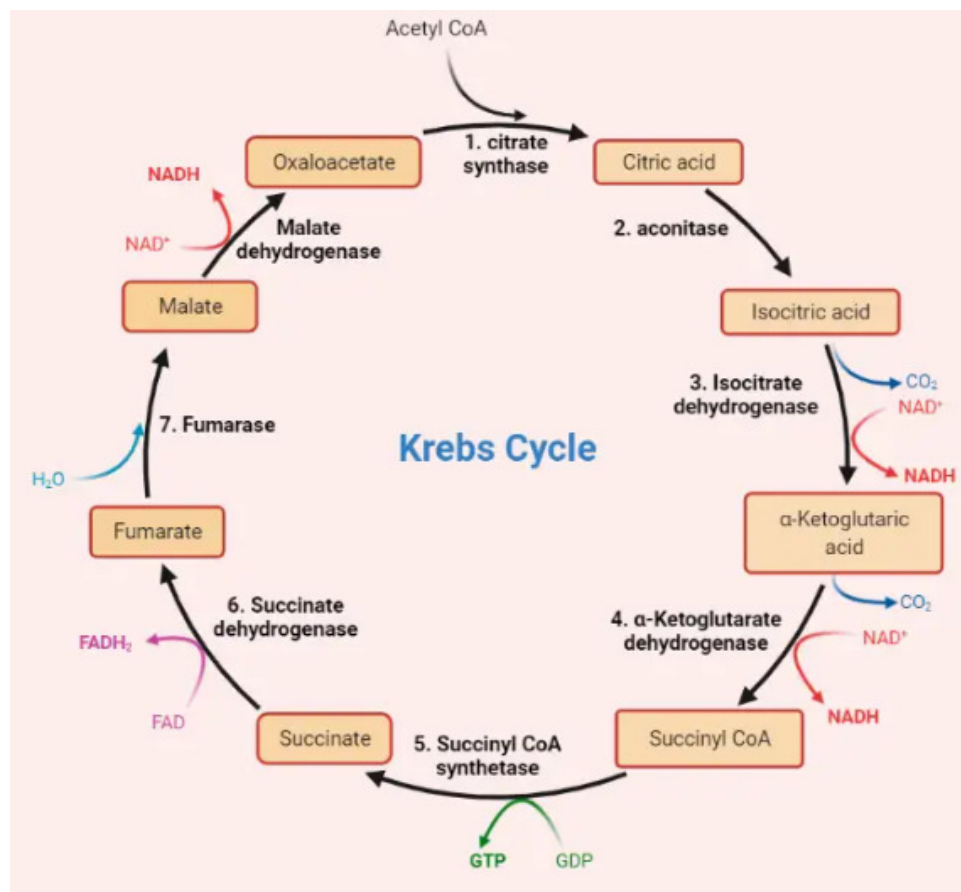 Acetyl CoA
1. citrate
synthase
Oxaloacetate
Citric acid
NADH
NAD⁺
Malate
dehydrogenase
2. aconitase
Malate
Isocitric acid
3. Isocitrate
dehydrogenase
CO₂
NAD⁺
NADH
7. Fumarase
Krebs Cycle
H₂O
Fumarate
α-Ketoglutaric
acid
6. Succinate
dehydrogenase
FADH₂
FAD
4. α-Ketoglutarate
dehydrogenase
CO₂
NAD⁺
NADH
Succinate
5. Succinyl CoA
synthetase
Succinyl CoA
GTP
GDP